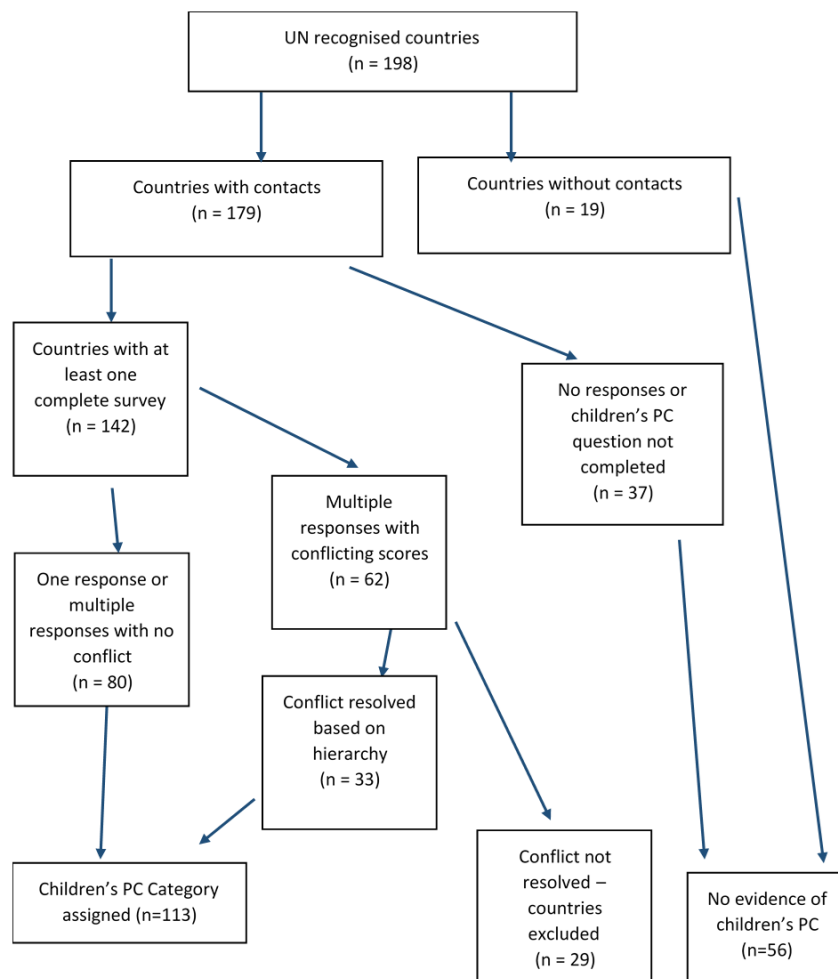 UN recognised countries
(n = 198)
Countries with contacts
(n = 179)
Countries without contacts
(n = 19)
Countries with at
least one
complete survey
(n = 142)
No responses or
children’s PC
question not
completed
(n = 37)
Multiple
responses with
conflicting scores
(n = 62)
One response or
multiple
responses with no
conflict
(n = 80)
Conflict resolved
based on
hierarchy
(n = 33)
Children’s PC Category
assigned (n=113)
Conflict not
resolved –
countries
excluded
(n = 29)
No evidence of
children’s PC
(n=56)